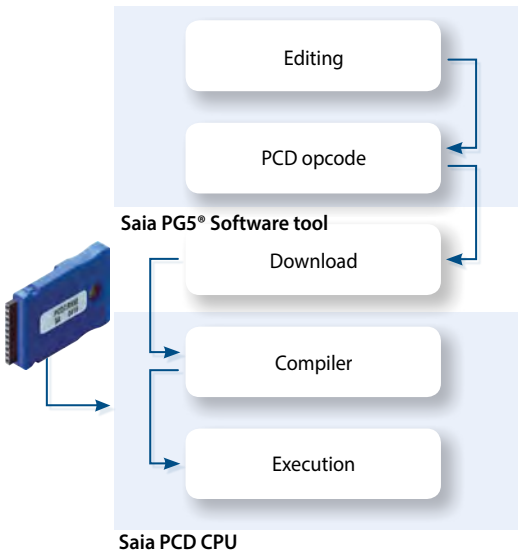 Editing
PCD opcode
Saia PG5® Software tool
Download
Compiler
Execution
Saia PCD CPU